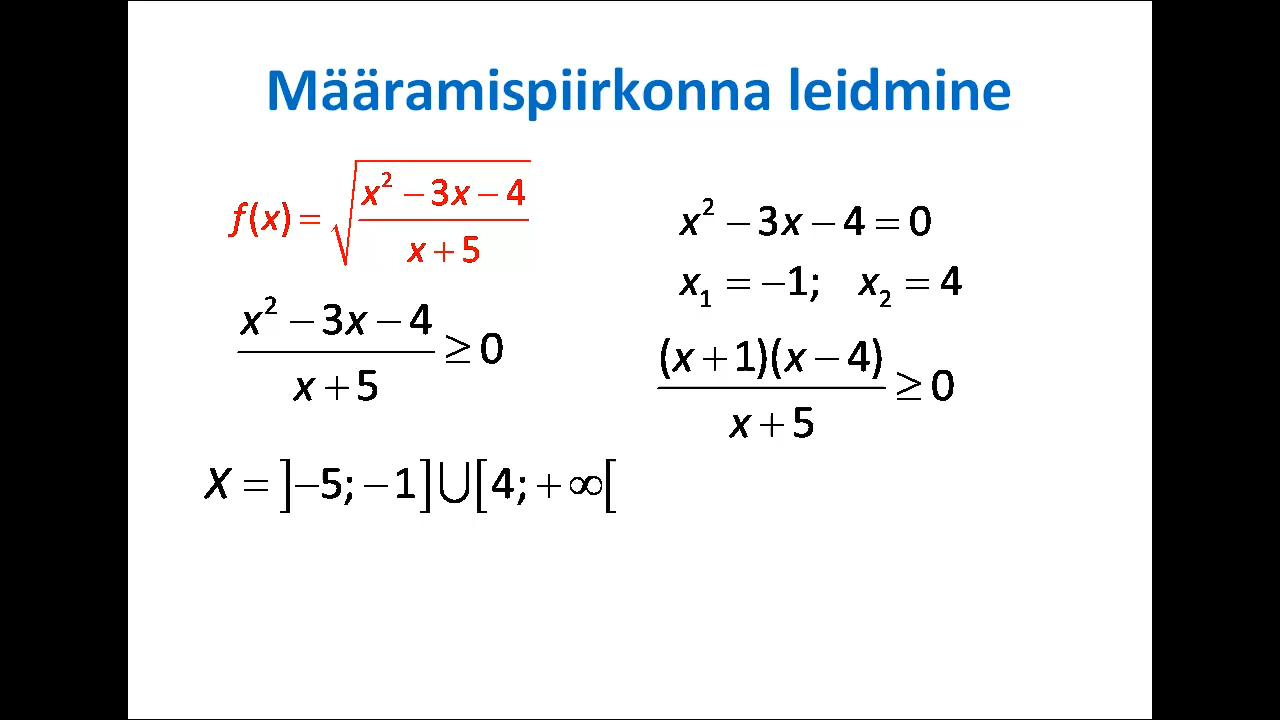 Määramispiirkonna leidmine
f(x) = √((x² − 3x − 4)/(x + 5))
(x² − 3x − 4)/(x + 5) ≥ 0
X = ]−5; −1]⋃[4; +∞[
x² − 3x − 4 = 0
x₁ = −1; x₂ = 4
((x + 1)(x − 4))/(x + 5) ≥ 0